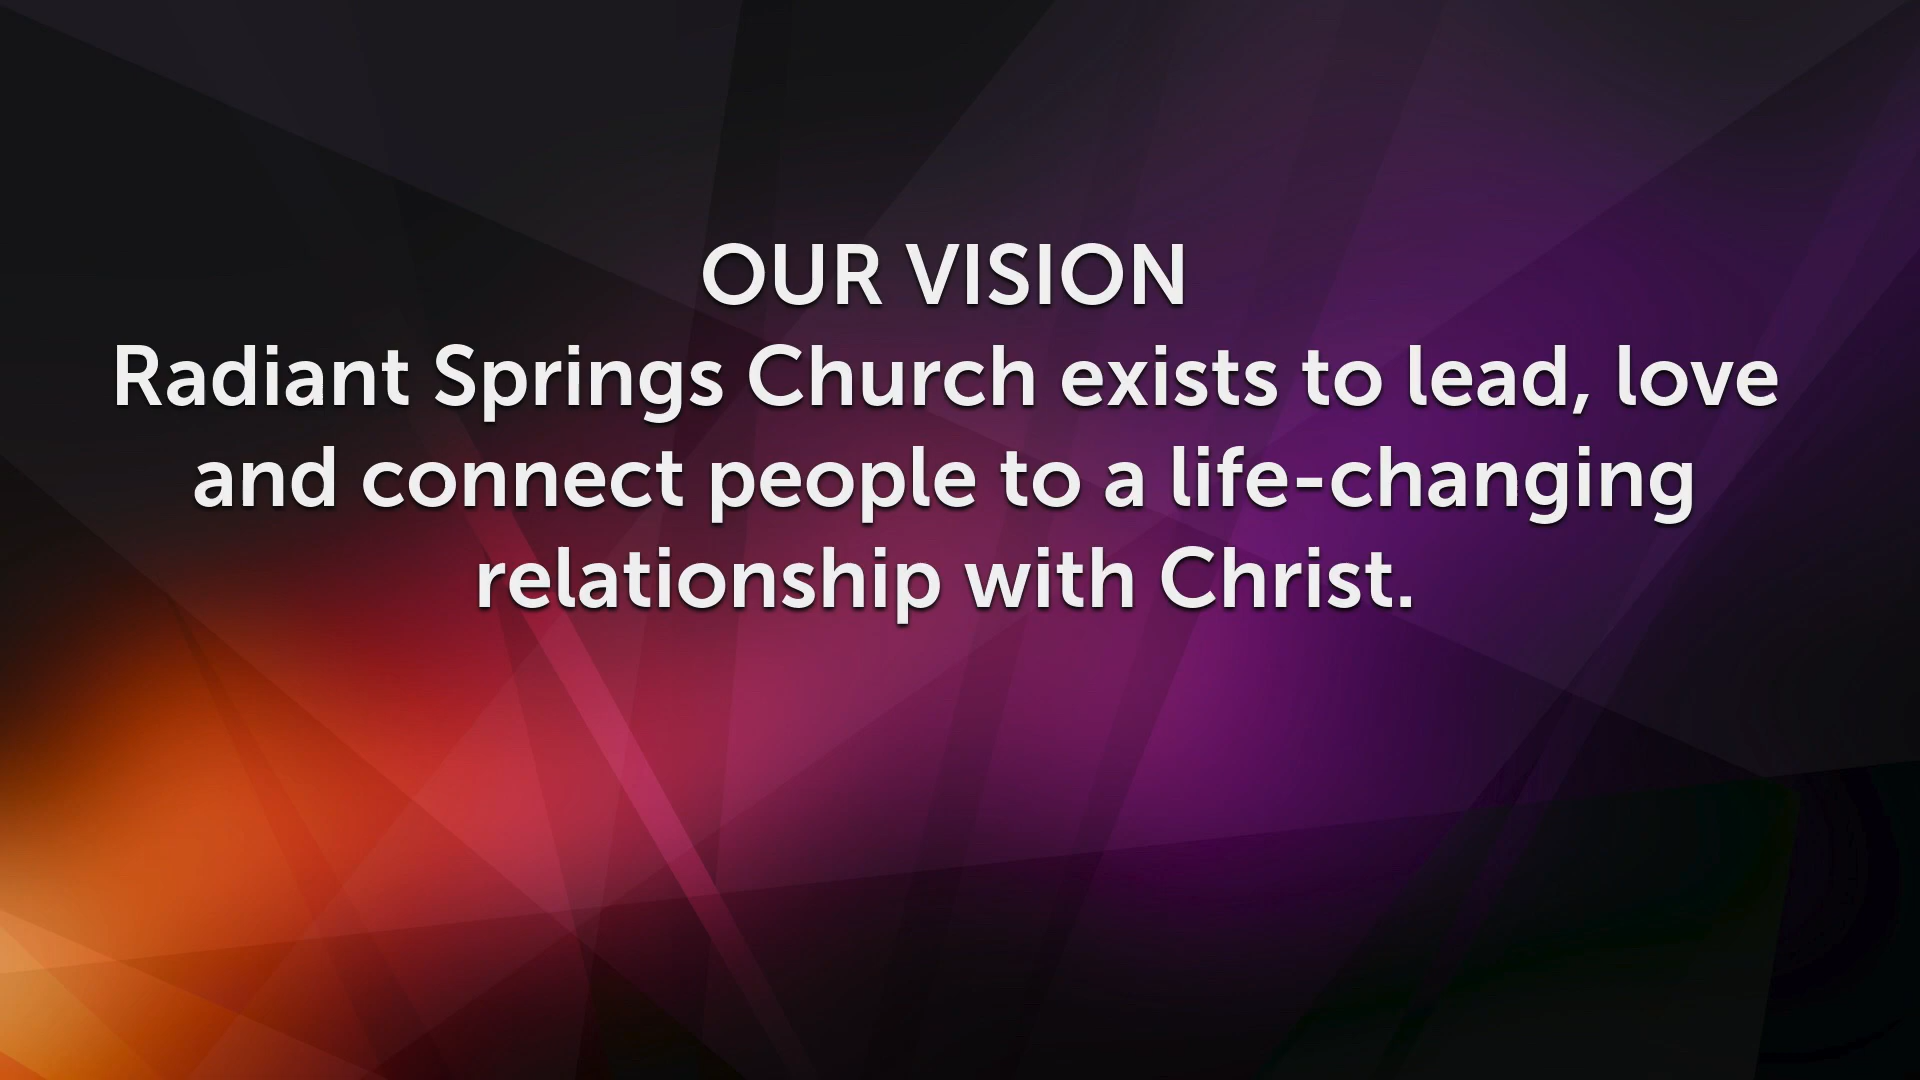 OUR VISION
Radiant Springs Church exists to lead, love
and connect people to a life-changing
relationship with Christ.